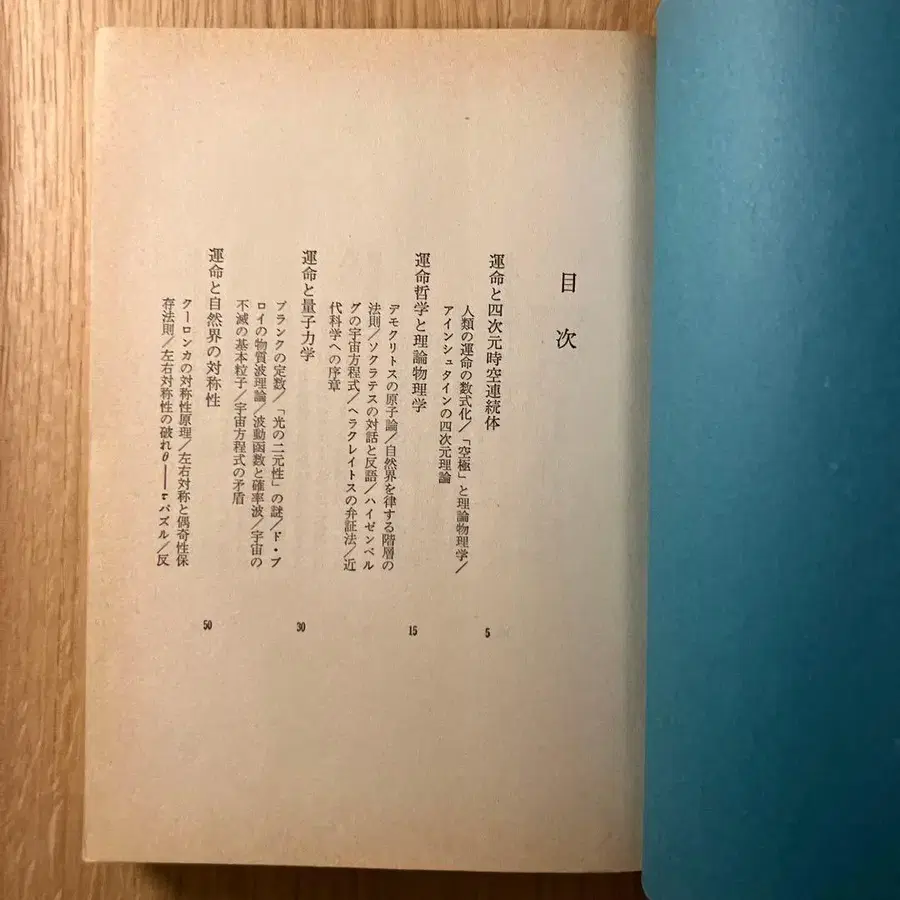 目次
運命と四次元時空連続体
人類の運命の数式化/「空極」と理論物理学/
アインシュタインの四次元理論
5
運命哲学と理論物理学
デモクリトスの原子論/自然界を律する階層の
法則/ソクラテスの対話と反語/ハイゼンベル
グの宇宙方程式/ヘラクレイトスの弁証法/近
代科学への序章
15
運命と量子力学
プランクの定数/「光の二元性」の謎/ド・ブ
ロイの物質波理論/波動函数と確率波/宇宙の
不滅の基本粒子/宇宙方程式の矛盾
30
運命と自然界の対称性
クーロンカの対称性原理/左右対称と偶奇性保
存法則/左右対称性の破れθ—τパズル/反
50